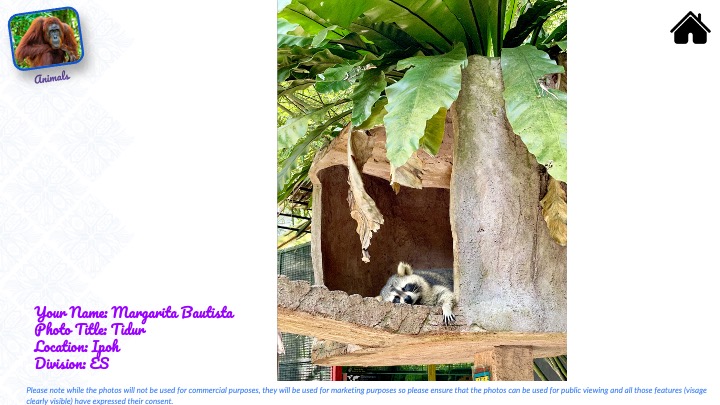 Animals
Your Name: Margarita Bautista
Photo Title: Tidur
Location: Ipoh
Division: ES
Please note while the photos will not be used for commercial purposes, they will be used for marketing purposes so please ensure that the photos can be used for public viewing and all those features (visage
clearly visible) have expressed their consent.